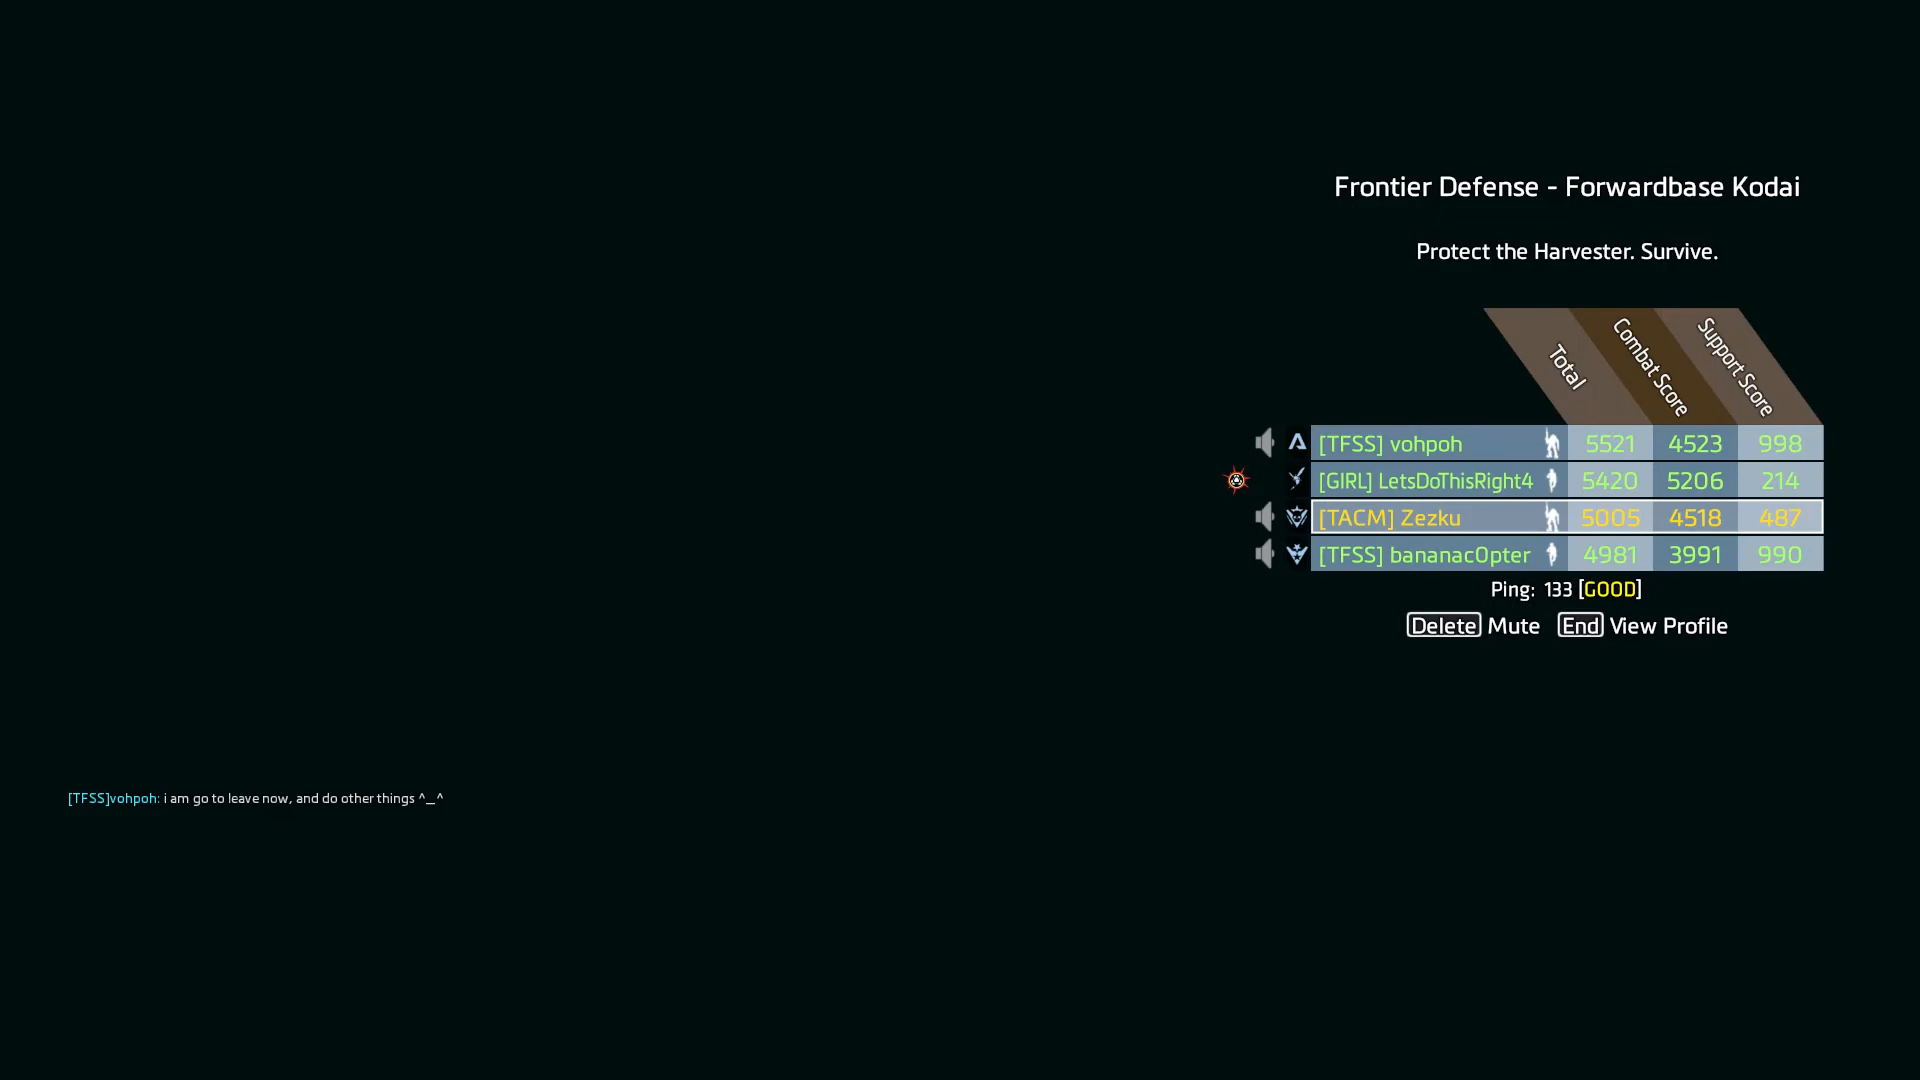 Frontier Defense - Forwardbase Kodai
Protect the Harvester. Survive.
Total Combat Score Support Score
[TFSS] vohpoh 5521 4523 998
[GIRL] LetsDoThisRight4 5420 5206 214
[TACM] Zezku 5005 4518 487
[TFSS] bananacOpter 4981 3991 990
Ping: 133 [GOOD]
Delete Mute End View Profile
[TFSS]vohpoh: i am go to leave now, and do other things ^_^